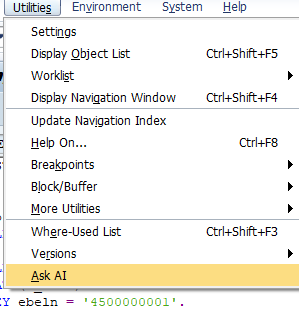 Utilities Environment System Help
Settings
Display Object List Ctrl+Shift+F5
Worklist
Display Navigation Window Ctrl+Shift+F4
Update Navigation Index
Help On... Ctrl+F8
Breakpoints
Block/Buffer
More Utilities
Where-Used List Ctrl+Shift+F3
Versions
Ask AI
ebeln = '4500000001'.